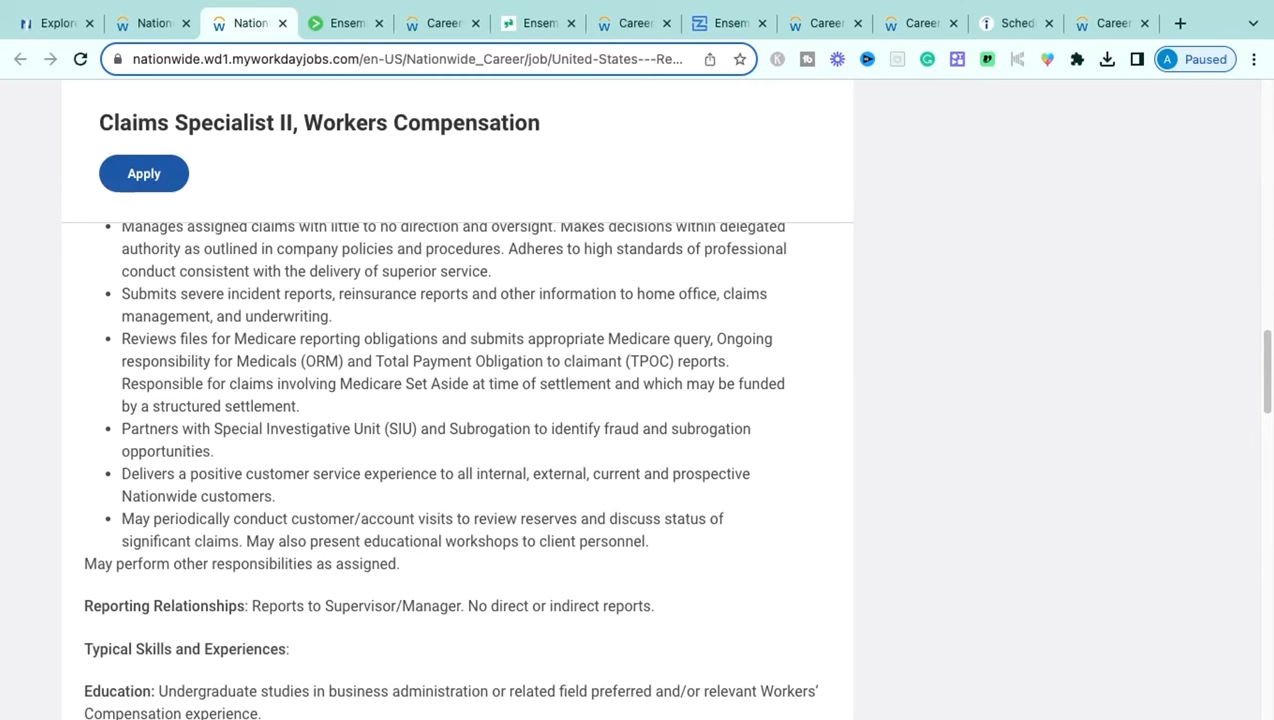 Explore
Nation
Nation
Ensem
Career
Ensem
Career
Ensem
Career
Career
Sched
Career
nationwide.wd1.myworkdayjobs.com/en-US/Nationwide_Career/job/United-States---Re...
A Paused
Claims Specialist II, Workers Compensation
Apply
• Manages assigned claims with little to no direction and oversight. Makes decisions within delegated
authority as outlined in company policies and procedures. Adheres to high standards of professional
conduct consistent with the delivery of superior service.
• Submits severe incident reports, reinsurance reports and other information to home office, claims
management, and underwriting.
• Reviews files for Medicare reporting obligations and submits appropriate Medicare query, Ongoing
responsibility for Medicals (ORM) and Total Payment Obligation to claimant (TPOC) reports.
Responsible for claims involving Medicare Set Aside at time of settlement and which may be funded
by a structured settlement.
• Partners with Special Investigative Unit (SIU) and Subrogation to identify fraud and subrogation
opportunities.
• Delivers a positive customer service experience to all internal, external, current and prospective
Nationwide customers.
• May periodically conduct customer/account visits to review reserves and discuss status of
significant claims. May also present educational workshops to client personnel.
May perform other responsibilities as assigned.
Reporting Relationships: Reports to Supervisor/Manager. No direct or indirect reports.
Typical Skills and Experiences:
Education: Undergraduate studies in business administration or related field preferred and/or relevant Workers’
Compensation experience.